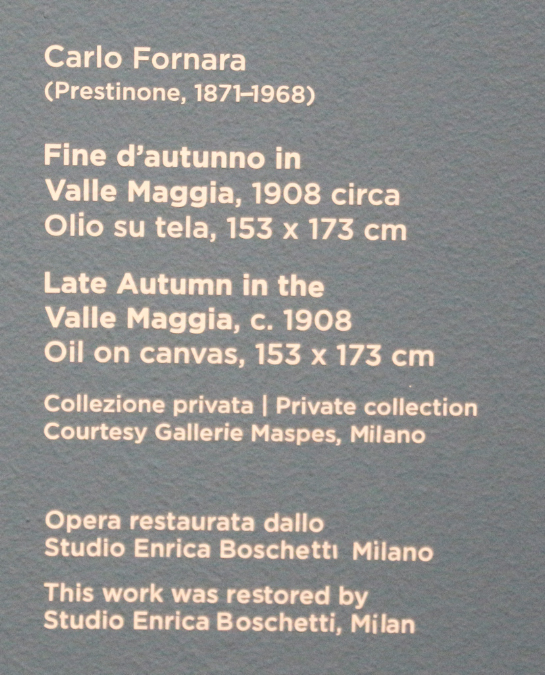 Carlo Fornara
(Prestinone, 1871–1968)
Fine d'autunno in
Valle Maggia, 1908 circa
Olio su tela, 153 x 173 cm
Late Autumn in the
Valle Maggia, c. 1908
Oil on canvas, 153 x 173 cm
Collezione privata | Private collection
Courtesy Gallerie Maspes, Milano
Opera restaurata dallo
Studio Enrica Boschetti Milano
This work was restored by
Studio Enrica Boschetti, Milan